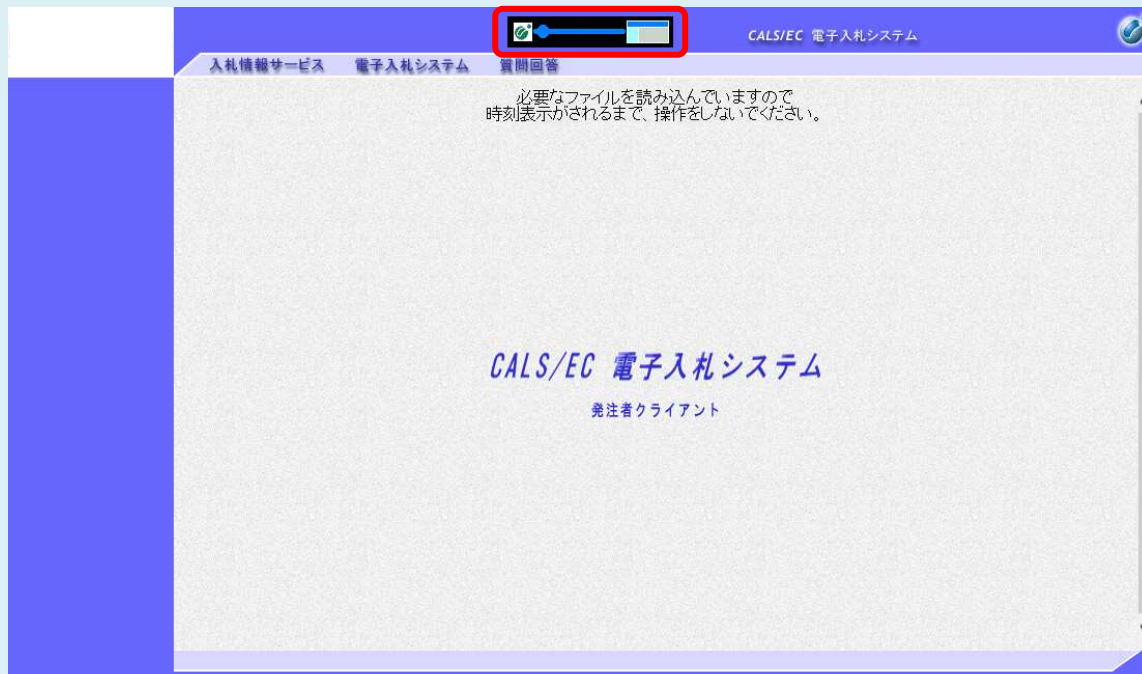 CALS/EC 電子入札システム
入札情報サービス 電子入札システム 質問回答
必要なファイルを読み込んでいますので
時刻表示がされるまで、操作をしないでください。
CALS/EC 電子入札システム
発注者クライアント